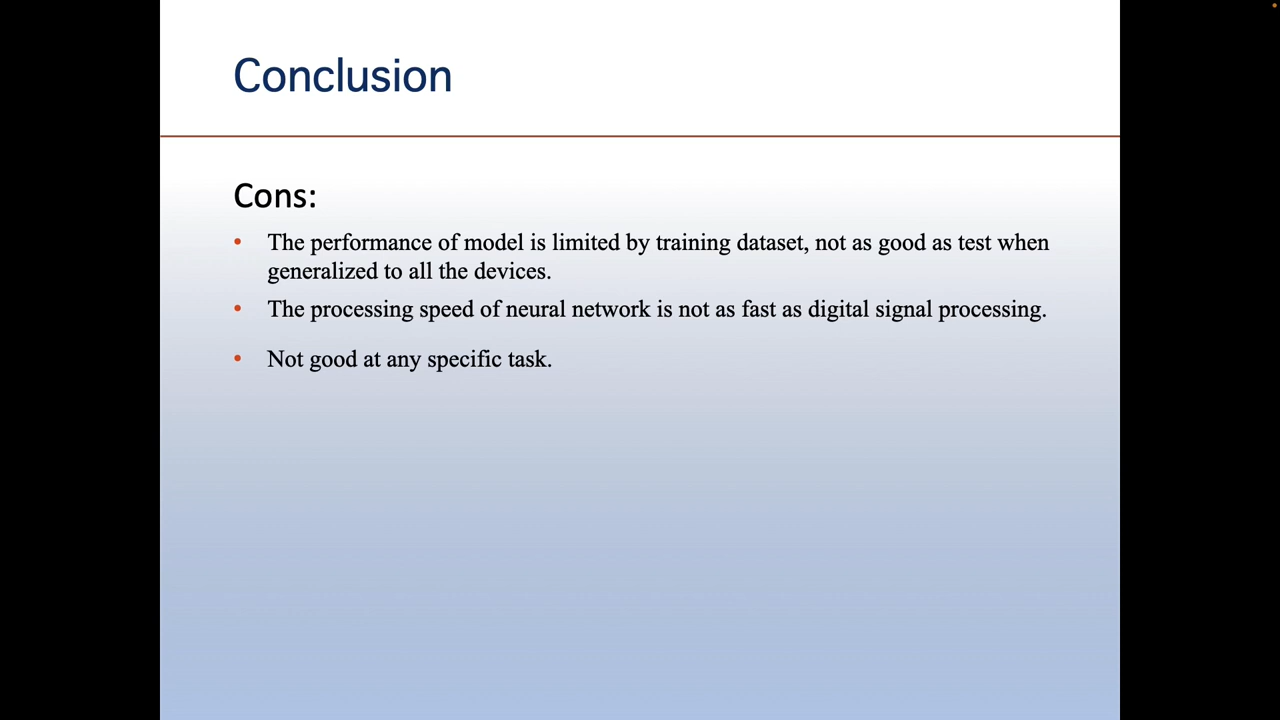 Conclusion
Cons:
• The performance of model is limited by training dataset, not as good as test when
generalized to all the devices.
• The processing speed of neural network is not as fast as digital signal processing.
• Not good at any specific task.